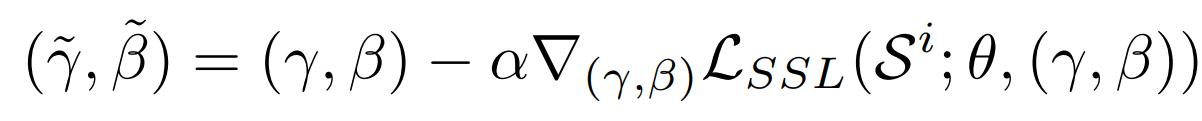 (γ̃, β̃) = (γ, β) − α∇_(γ,β) ℒ_SSL(𝒮^i; θ, (γ, β))